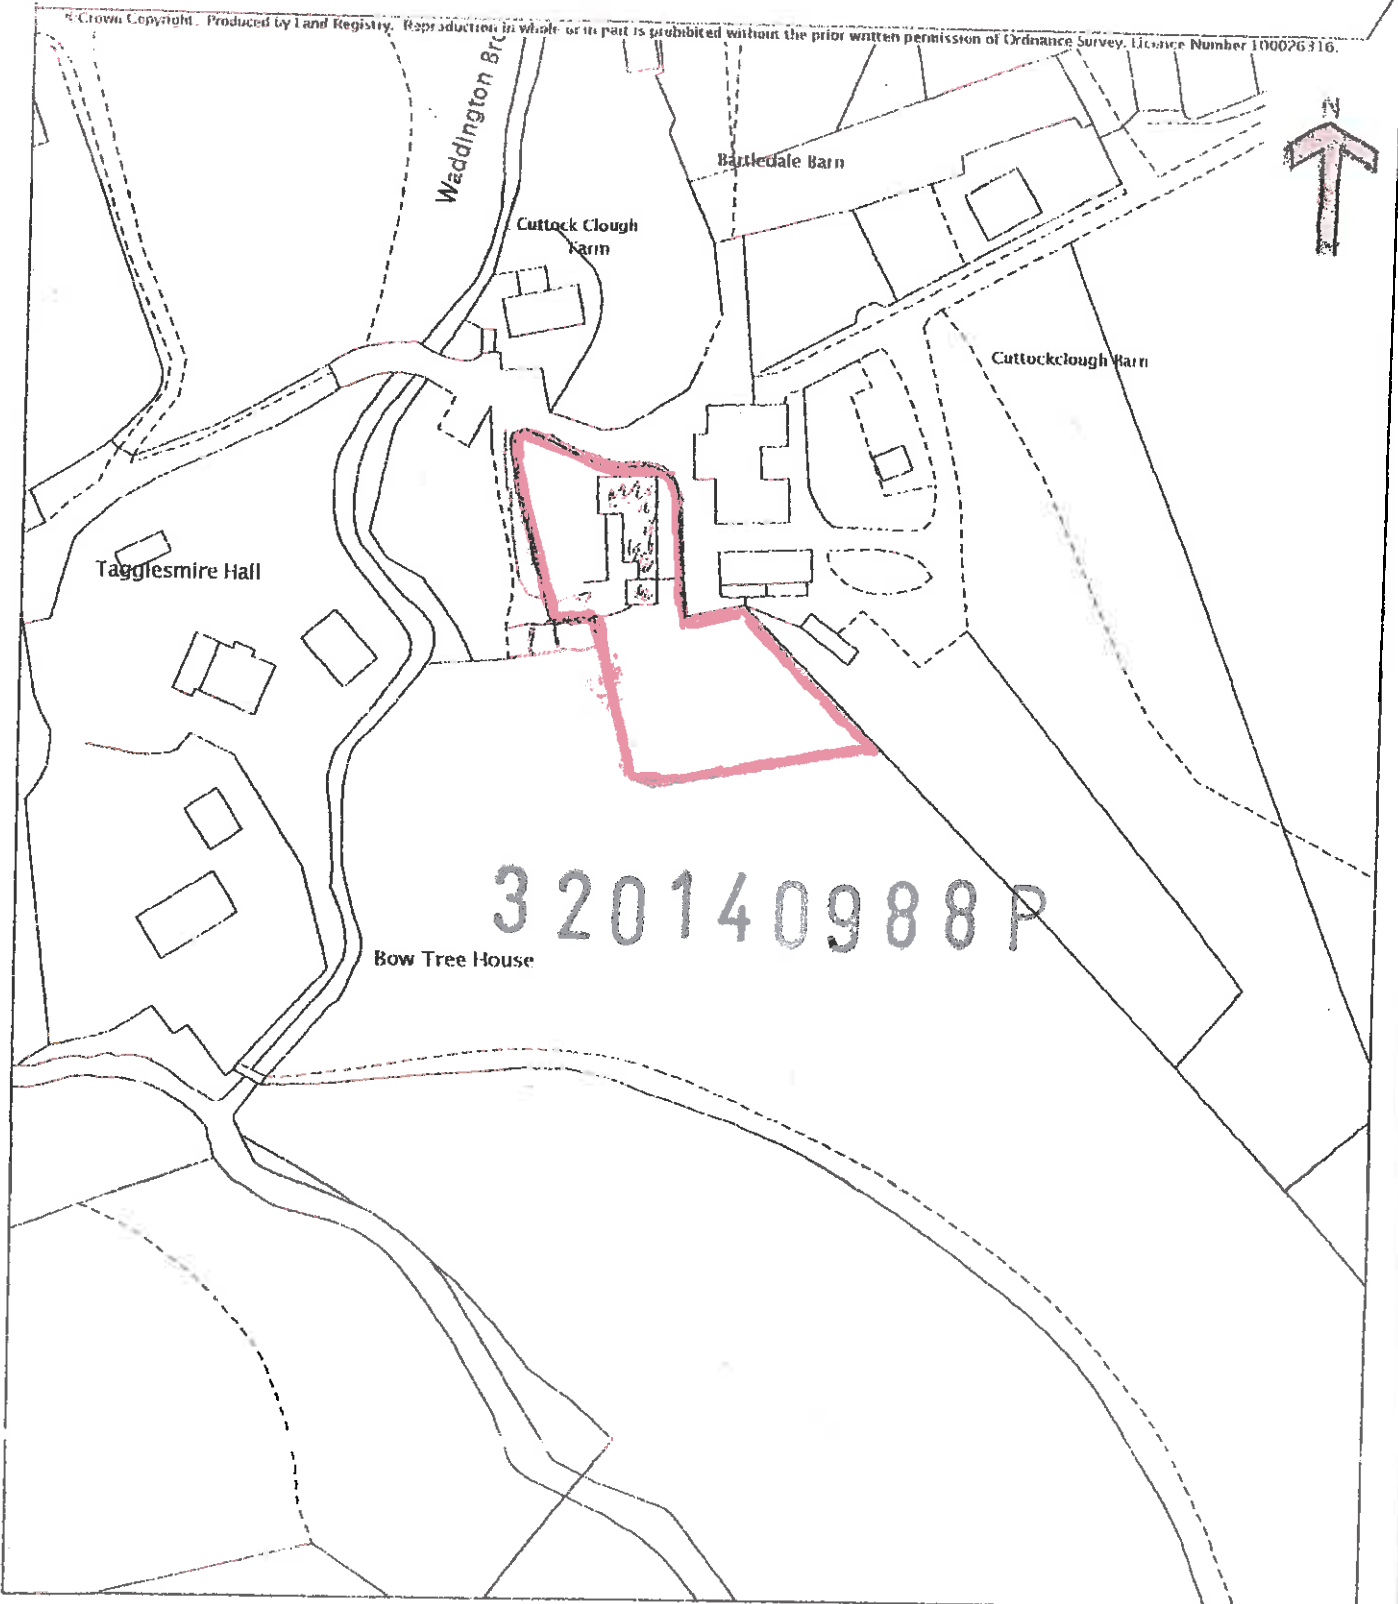 © Crown Copyright. Produced by Land Registry. Reproduction in whole or in part is prohibited without the prior written permission of Ordnance Survey. Licence Number 100026316.
N
Waddington Bro
Bartledale Barn
Cuttock Clough
Farm
Cuttockclough Barn
Tagglesmire Hall
320140988P
Bow Tree House